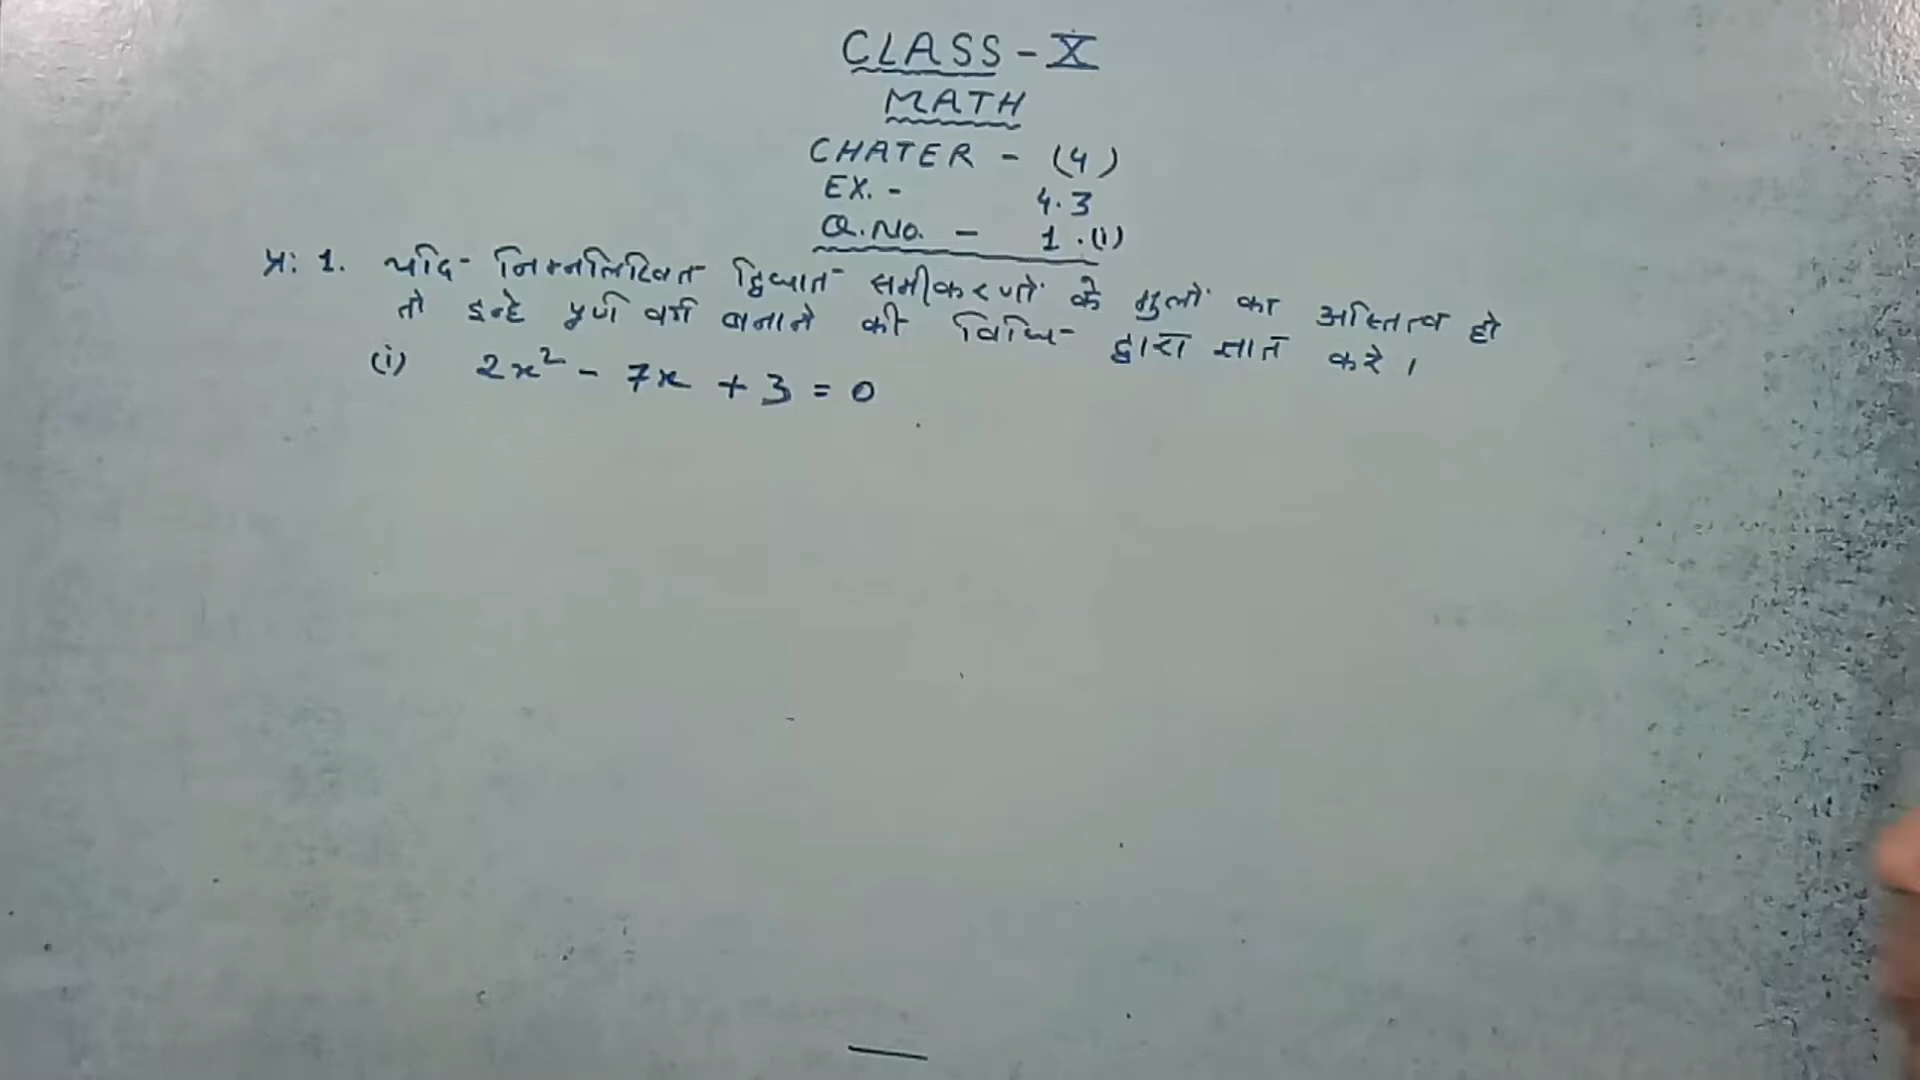 CLASS - X
MATH
CHATER - (4)
EX. - 4.3
Q.No. - 1.(i)
प्र: 1. यदि निम्नलिखित द्विघात समीकरणों के मुलों का अस्तित्व हो
तो इन्हे पुर्ण वर्ग बनाने की विधि द्वारा ज्ञात करे ।
(i) 2x² - 7x + 3 = 0